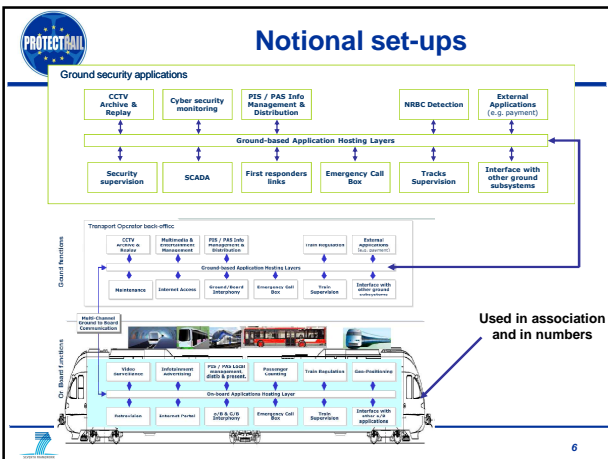 PROTECTRAIL
Notional set-ups
Ground security applications
CCTV
Archive &
Replay
Cyber security
monitoring
PIS / PAS Info
Management &
Distribution
NRBC Detection
External
Applications
(e.g. payment)
Ground-based Application Hosting Layers
Security
supervision
SCADA
First responders
links
Emergency Call
Box
Tracks
Supervision
Interface with
other ground
subsystems
Transport Operator back-office
Ground functions
CCTV
Archive &
Replay
Multimedia &
Entertainment
Management
PIS / PAS Info
Management &
Distribution
Train Regulation
External
Applications
(e.g. payment)
Ground-based Application Hosting Layers
Maintenance
Internet Access
Ground/Board
Interphony
Emergency Call
Box
Train
Supervision
Interface with
other ground
subsystems
Multi-Channel
Ground to Board
Communication
Used in association
and in numbers
On Board functions
Video
Surveillance
Infotainment
Advertising
PIS / PAS Local
management,
distib & present.
Passenger
Counting
Train Regulation
Geo-Positioning
On-board Applications Hosting Layer
Internet Portal
B/B & G/B
Interphony
Emergency Call
Box
Train
Supervision
Interface with
other B/B
applications
6